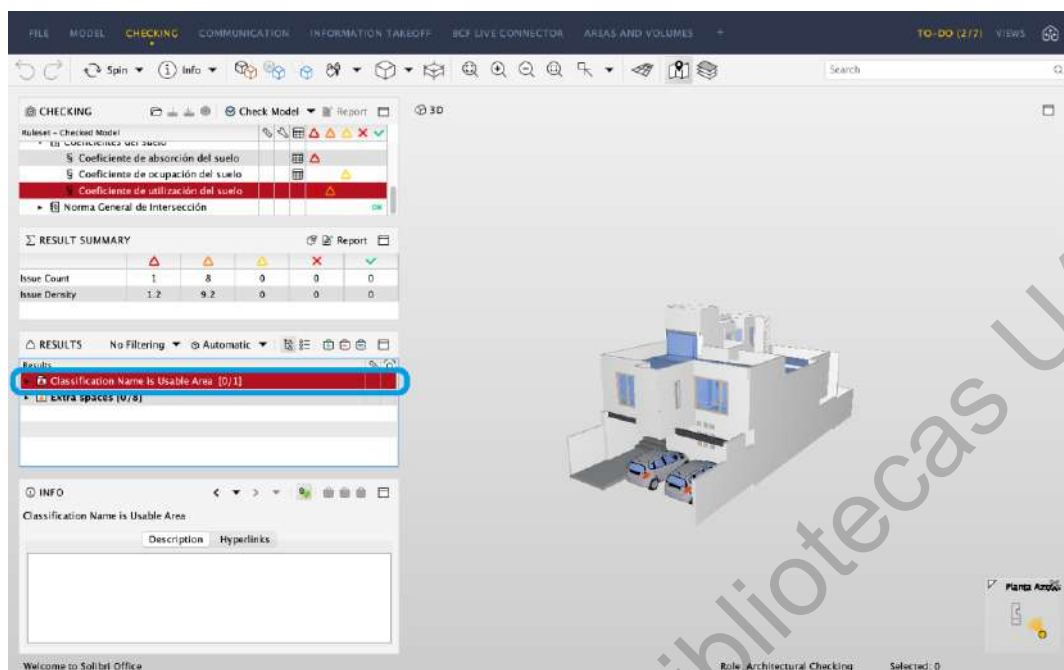 FILE MODEL CHECKING COMMUNICATION INFORMATION TAKEOFF BCF LIVE CONNECTOR AREAS AND VOLUMES + TO-DO (2/7) VIEWS
Spin Info Search
CHECKING Check Model Report 3D
Ruleset - Checked Model
Coeficientes del suelo
§ Coeficiente de absorción del suelo
§ Coeficiente de ocupación del suelo
§ Coeficiente de utilización del suelo
Norma General de Intersección OK
RESULT SUMMARY Report
Issue Count 1 8 0 0 0
Issue Density 1.2 9.2 0 0 0
RESULTS No Filtering Automatic
Results
Classification Name is Usable Area [0/1]
Extra spaces [0/8]
INFO
Classification Name is Usable Area
Description Hyperlinks
Planta
Welcome to Solibri Office Role: Architectural Checking Selected: 0
bibliotecas